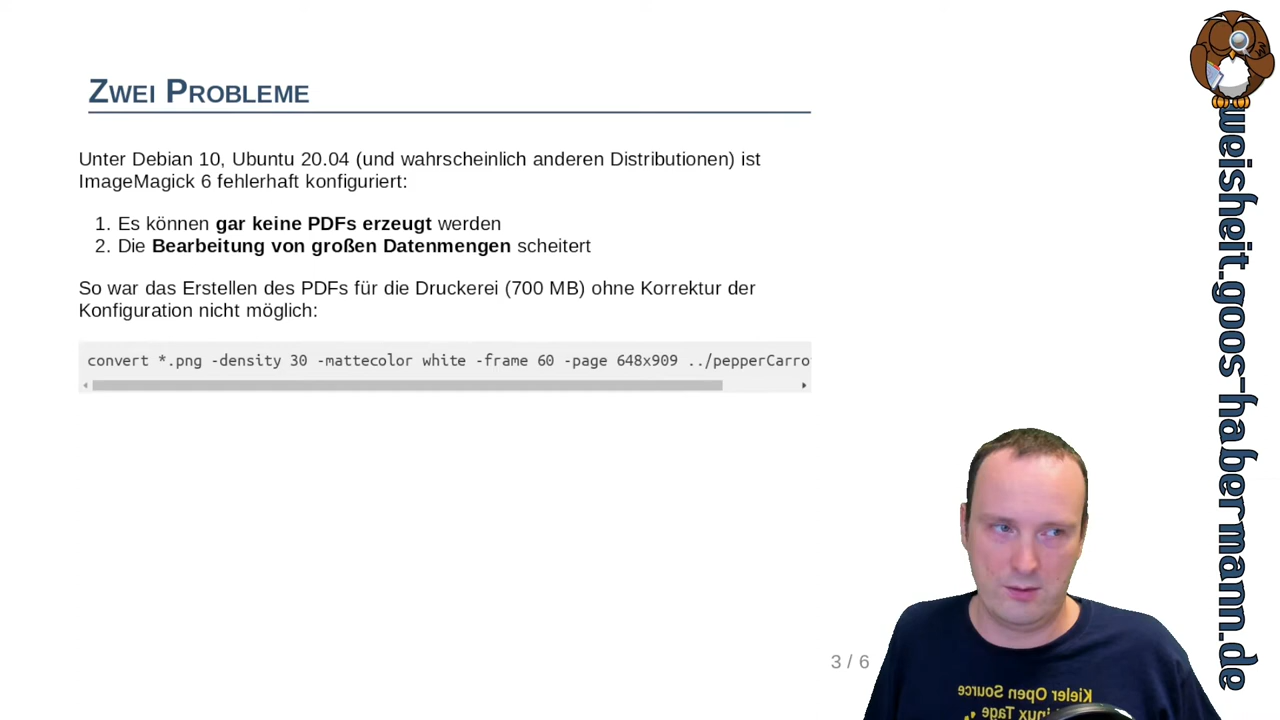 Zwei Probleme
Unter Debian 10, Ubuntu 20.04 (und wahrscheinlich anderen Distributionen) ist
ImageMagick 6 fehlerhaft konfiguriert:
1. Es können gar keine PDFs erzeugt werden
2. Die Bearbeitung von großen Datenmengen scheitert
So war das Erstellen des PDFs für die Druckerei (700 MB) ohne Korrektur der
Konfiguration nicht möglich:
convert *.png -density 30 -mattecolor white -frame 60 -page 648x909 ../pepperCarro
3 / 6
weisheit.goos-habermann.de
Kieler Open Source
Linux Tage